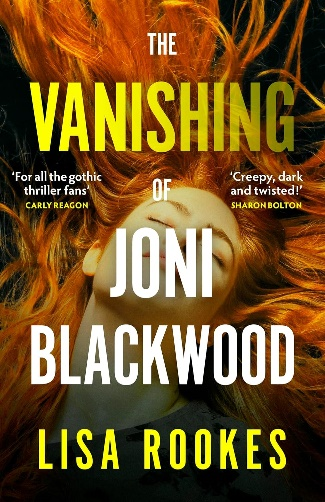 THE
VANISHING
'For all the gothic
thriller fans'
CARLY REAGON
'Creepy, dark
and twisted!'
SHARON BOLTON
OF
JONI
BLACKWOOD
LISA ROOKES